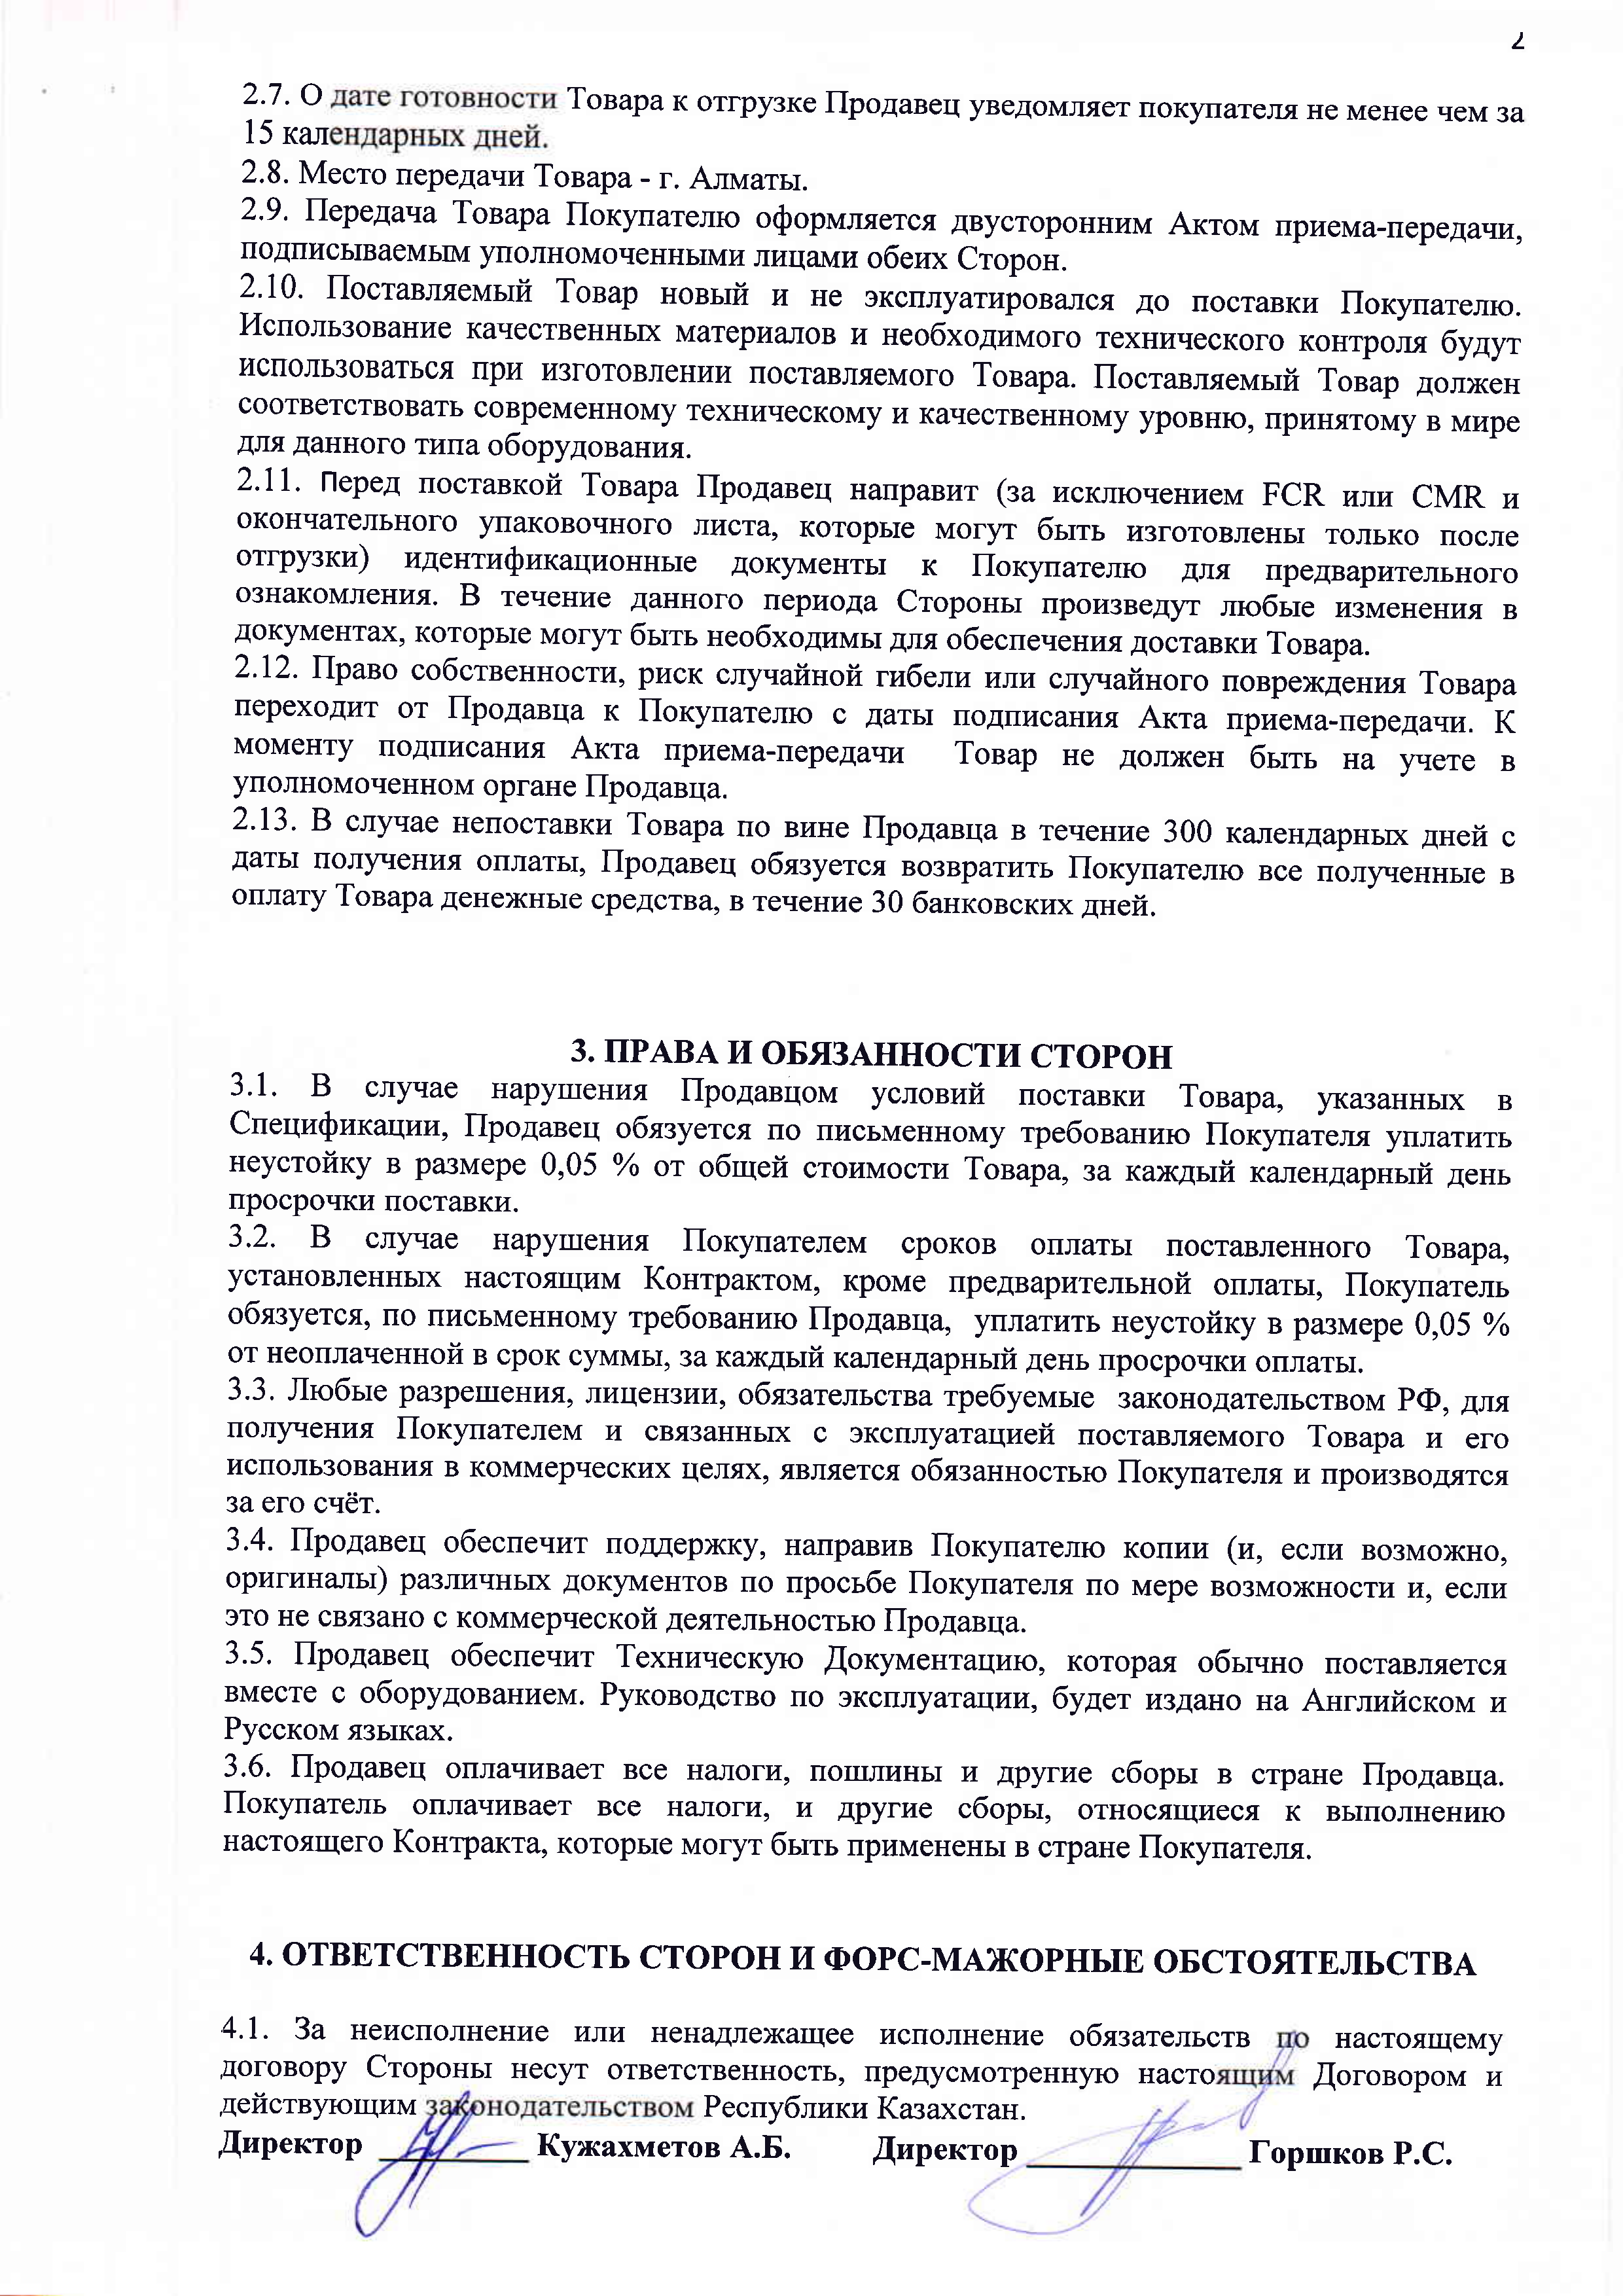 2
2.7. О дате готовности Товара к отгрузке Продавец уведомляет покупателя не менее чем за
15 календарных дней.
2.8. Место передачи Товара - г. Алматы.
2.9. Передача Товара Покупателю оформляется двусторонним Актом приема-передачи,
подписываемым уполномоченными лицами обеих Сторон.
2.10. Поставляемый Товар новый и не эксплуатировался до поставки Покупателю.
Использование качественных материалов и необходимого технического контроля будут
использоваться при изготовлении поставляемого Товара. Поставляемый Товар должен
соответствовать современному техническому и качественному уровню, принятому в мире
для данного типа оборудования.
2.11. Перед поставкой Товара Продавец направит (за исключением FCR или CMR и
окончательного упаковочного листа, которые могут быть изготовлены только после
отгрузки) идентификационные документы к Покупателю для предварительного
ознакомления. В течение данного периода Стороны произведут любые изменения в
документах, которые могут быть необходимы для обеспечения доставки Товара.
2.12. Право собственности, риск случайной гибели или случайного повреждения Товара
переходит от Продавца к Покупателю с даты подписания Акта приема-передачи. К
моменту подписания Акта приема-передачи Товар не должен быть на учете в
уполномоченном органе Продавца.
2.13. В случае непоставки Товара по вине Продавца в течение 300 календарных дней с
даты получения оплаты, Продавец обязуется возвратить Покупателю все полученные в
оплату Товара денежные средства, в течение 30 банковских дней.
3. ПРАВА И ОБЯЗАННОСТИ СТОРОН
3.1. В случае нарушения Продавцом условий поставки Товара, указанных в
Спецификации, Продавец обязуется по письменному требованию Покупателя уплатить
неустойку в размере 0,05 % от общей стоимости Товара, за каждый календарный день
просрочки поставки.
3.2. В случае нарушения Покупателем сроков оплаты поставленного Товара,
установленных настоящим Контрактом, кроме предварительной оплаты, Покупатель
обязуется, по письменному требованию Продавца, уплатить неустойку в размере 0,05 %
от неоплаченной в срок суммы, за каждый календарный день просрочки оплаты.
3.3. Любые разрешения, лицензии, обязательства требуемые законодательством РФ, для
получения Покупателем и связанных с эксплуатацией поставляемого Товара и его
использования в коммерческих целях, является обязанностью Покупателя и производятся
за его счёт.
3.4. Продавец обеспечит поддержку, направив Покупателю копии (и, если возможно,
оригиналы) различных документов по просьбе Покупателя по мере возможности и, если
это не связано с коммерческой деятельностью Продавца.
3.5. Продавец обеспечит Техническую Документацию, которая обычно поставляется
вместе с оборудованием. Руководство по эксплуатации, будет издано на Английском и
Русском языках.
3.6. Продавец оплачивает все налоги, пошлины и другие сборы в стране Продавца.
Покупатель оплачивает все налоги, и другие сборы, относящиеся к выполнению
настоящего Контракта, которые могут быть применены в стране Покупателя.
4. ОТВЕТСТВЕННОСТЬ СТОРОН И ФОРС-МАЖОРНЫЕ ОБСТОЯТЕЛЬСТВА
4.1. За неисполнение или ненадлежащее исполнение обязательств по настоящему
договору Стороны несут ответственность, предусмотренную настоящим Договором и
действующим законодательством Республики Казахстан.
Директор ________ Кужахметов А.Б. Директор ____________ Горшков Р.С.